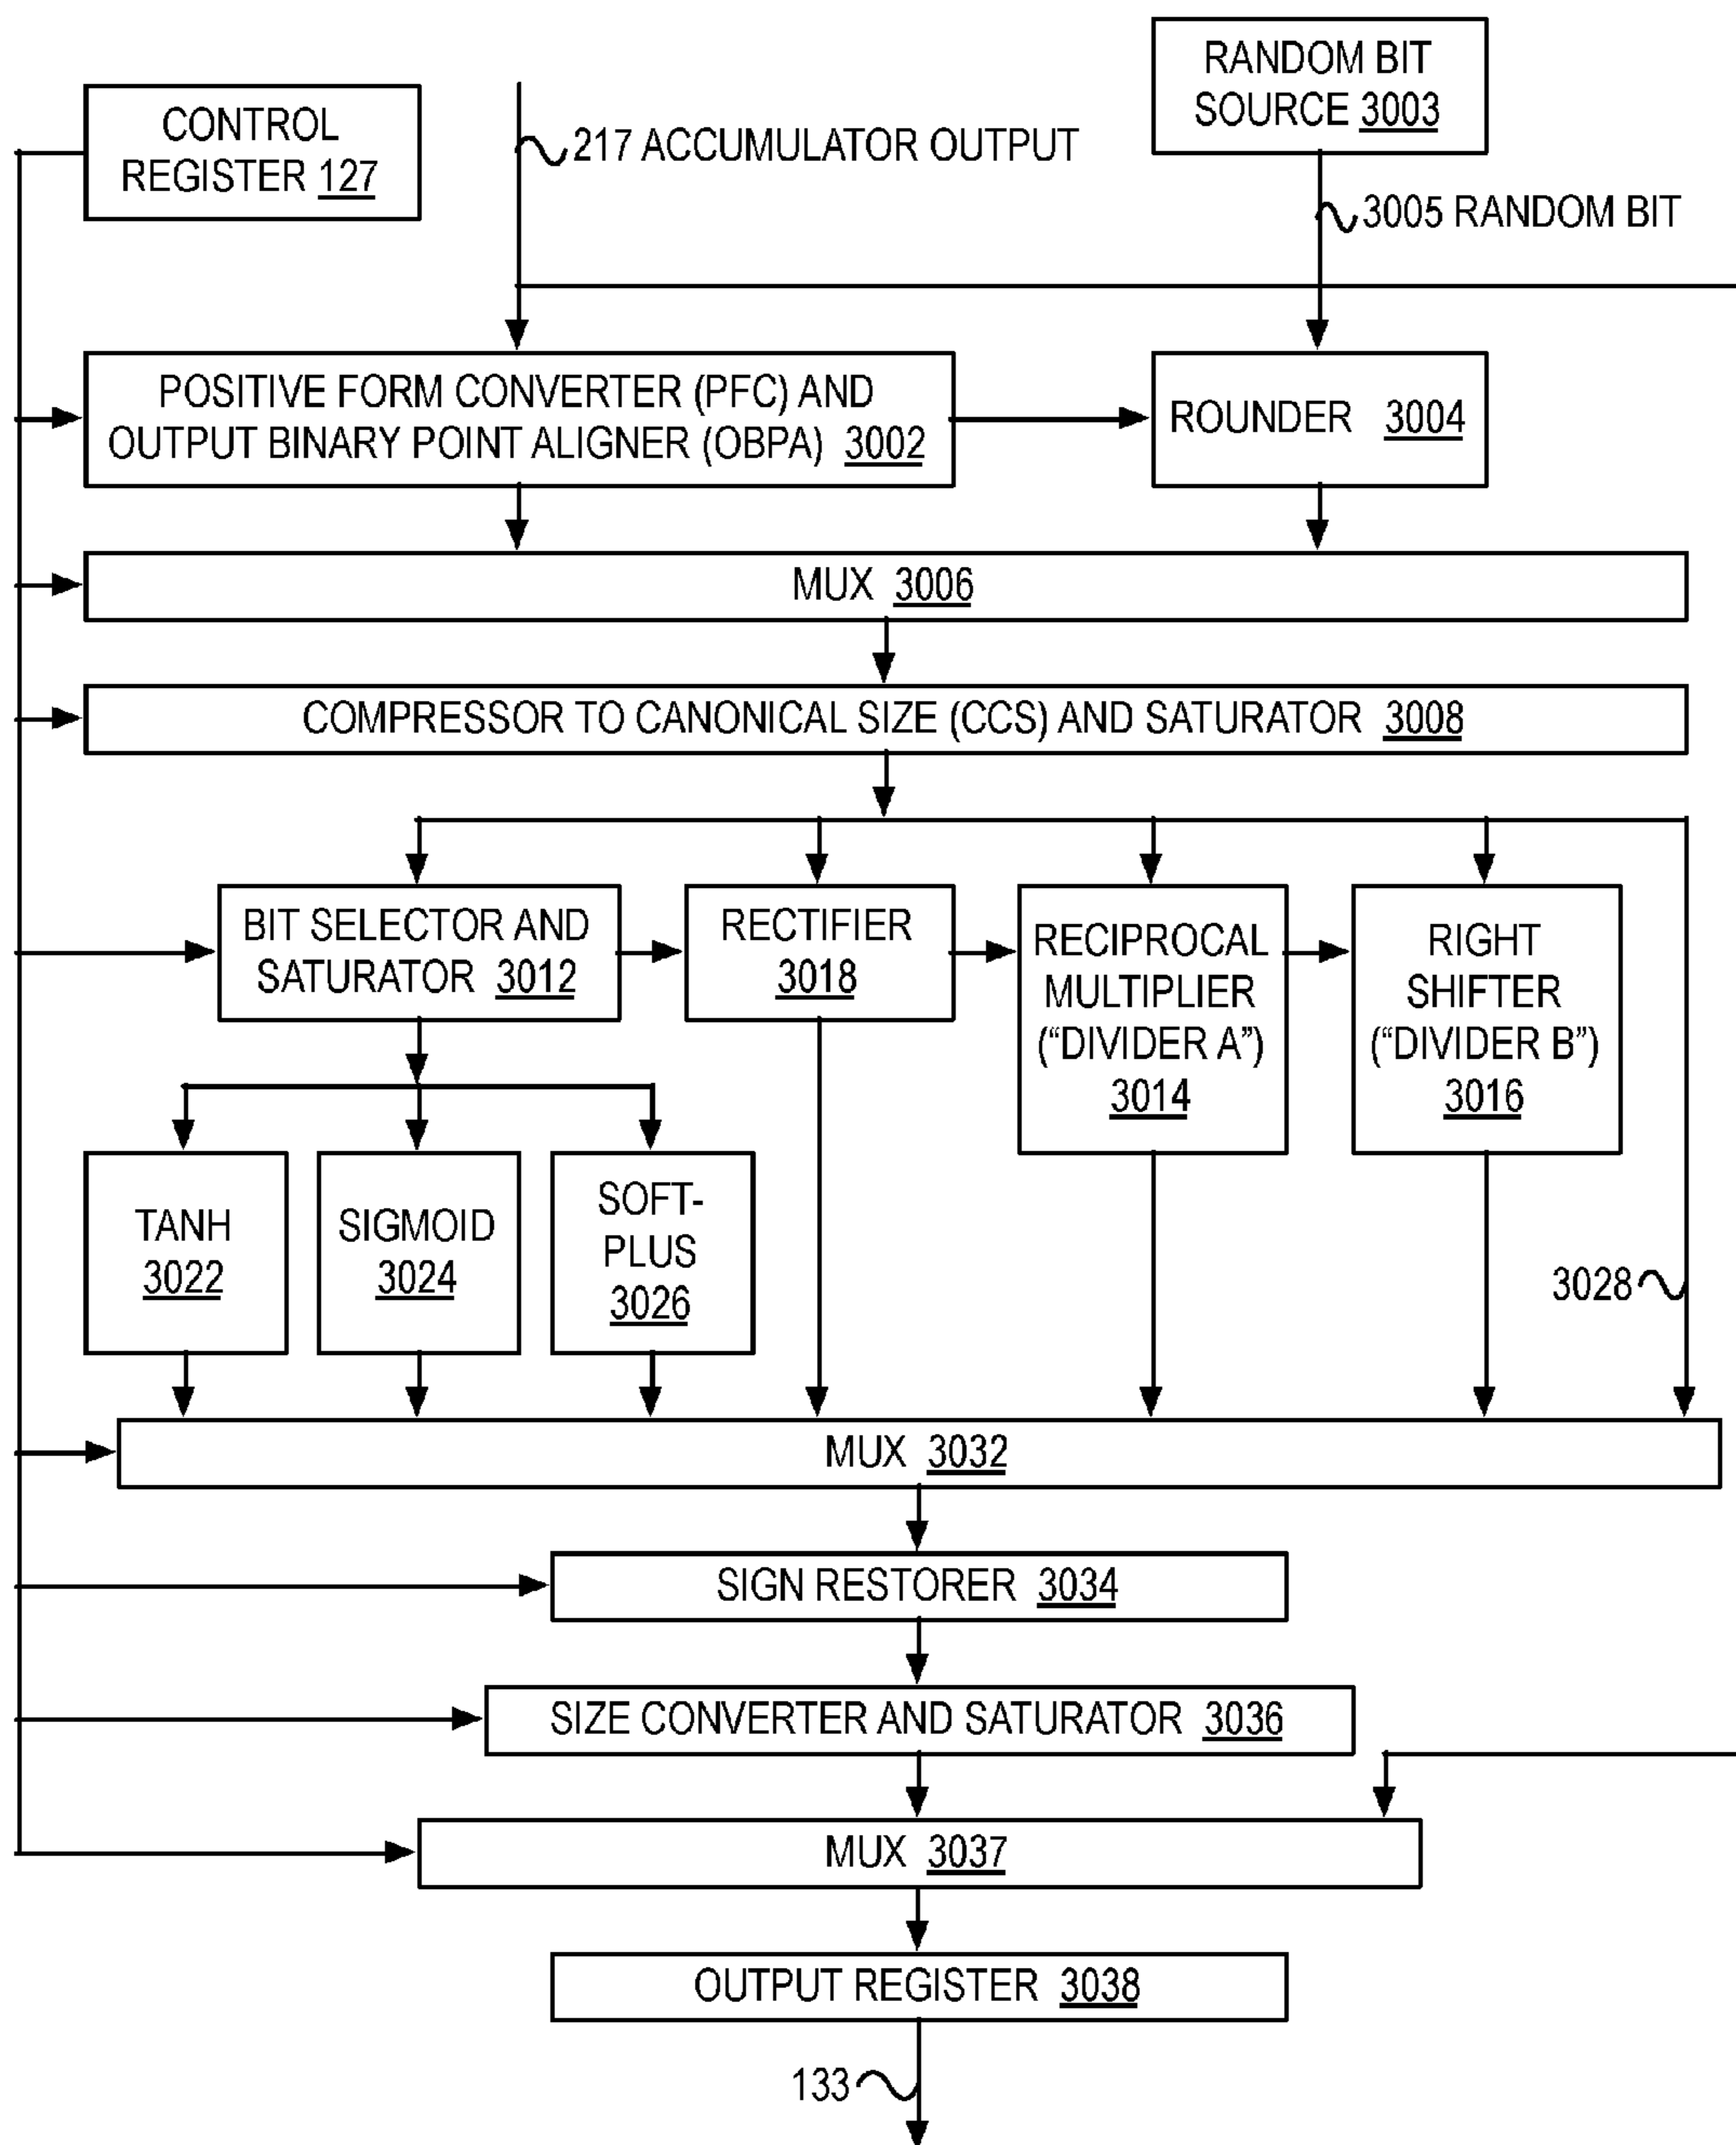 RANDOM BIT
SOURCE 3003
CONTROL
REGISTER 127
217 ACCUMULATOR OUTPUT
3005 RANDOM BIT
POSITIVE FORM CONVERTER (PFC) AND
OUTPUT BINARY POINT ALIGNER (OBPA) 3002
ROUNDER 3004
MUX 3006
COMPRESSOR TO CANONICAL SIZE (CCS) AND SATURATOR 3008
BIT SELECTOR AND
SATURATOR 3012
RECTIFIER
3018
RECIPROCAL
MULTIPLIER
(“DIVIDER A”)
3014
RIGHT
SHIFTER
(“DIVIDER B”)
3016
TANH
3022
SIGMOID
3024
SOFT-
PLUS
3026
3028
MUX 3032
SIGN RESTORER 3034
SIZE CONVERTER AND SATURATOR 3036
MUX 3037
OUTPUT REGISTER 3038
133